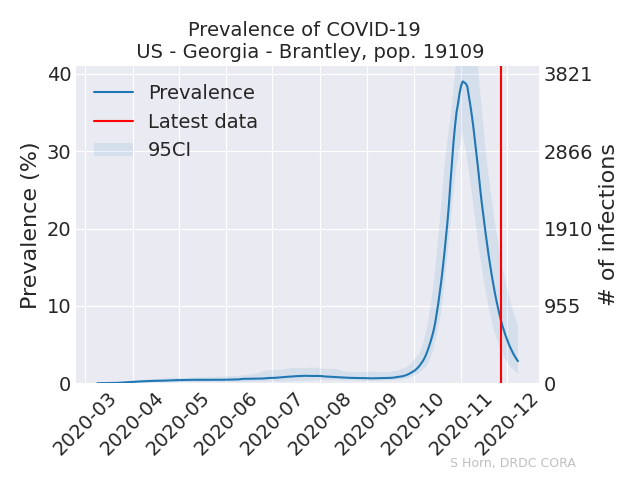 Prevalence of COVID-19
US - Georgia - Brantley, pop. 19109
Prevalence (%)
40
30
20
10
0
Prevalence
Latest data
95CI
3821
2866
1910
955
0
# of infections
2020-03
2020-04
2020-05
2020-06
2020-07
2020-08
2020-09
2020-10
2020-11
2020-12
S Horn, DRDC CORA